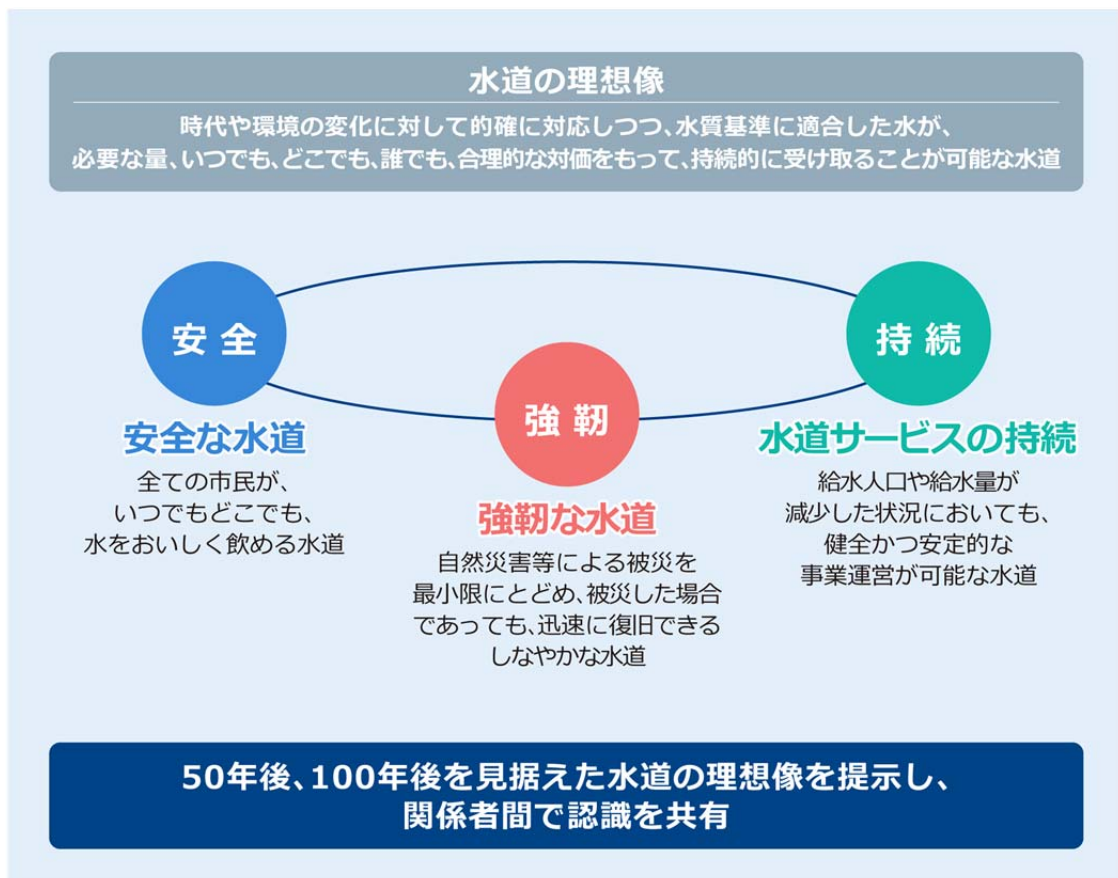 水道の理想像
時代や環境の変化に対して的確に対応しつつ、水質基準に適合した水が、
必要な量、いつでも、どこでも、誰でも、合理的な対価をもって、持続的に受け取ることが可能な水道
安全
安全な水道
全ての市民が、
いつでもどこでも、
水をおいしく飲める水道
強靭
強靭な水道
自然災害等による被災を
最小限にとどめ、被災した場合
であっても、迅速に復旧できる
しなやかな水道
持続
水道サービスの持続
給水人口や給水量が
減少した状況においても、
健全かつ安定的な
事業運営が可能な水道
50年後、100年後を見据えた水道の理想像を提示し、
関係者間で認識を共有